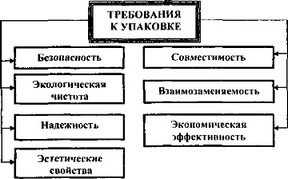 ТРЕБОВАНИЯ
К УПАКОВКЕ
Безопасность
Экологическая
чистота
Надежность
Эстетические
свойства
Совместимость
Взаимозаменяемость
Экономическая
эффективность